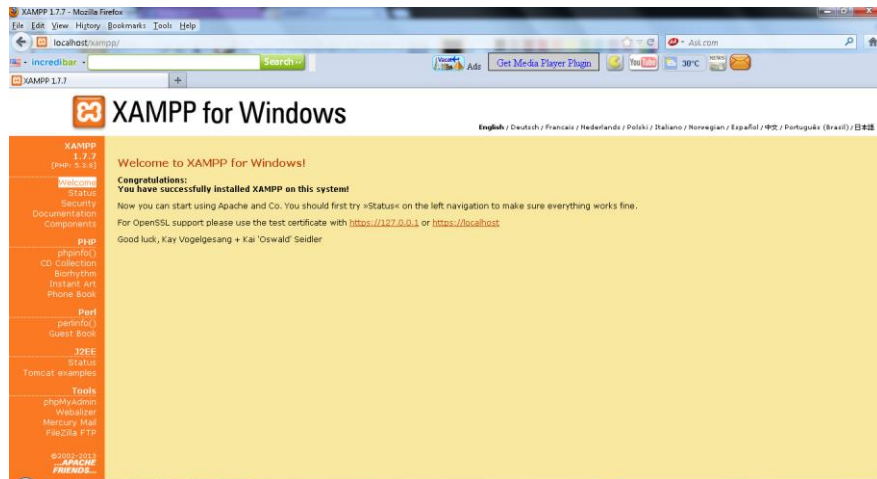 XAMPP 1.7.7 - Mozilla Firefox
File Edit View History Bookmarks Tools Help
localhost/xampp/
Ask.com
incredibar
Search
Ads
Get Media Player Plugin
You Tube
30°C
NEWS
XAMPP 1.7.7
XAMPP for Windows
English / Deutsch / Francais / Nederlands / Polski / Italiano / Norwegian / Español / 中文 / Português (Brasil) / 日本語
XAMPP
1.7.7
[PHP: 5.3.8]
Welcome
Status
Security
Documentation
Components
PHP
phpinfo()
CD Collection
Biorhythm
Instant Art
Phone Book
Perl
perlinfo()
Guest Book
J2EE
Status
Tomcat examples
Tools
phpMyAdmin
Webalizer
Mercury Mail
FileZilla FTP
©2002-2013
...APACHE
FRIENDS...
Welcome to XAMPP for Windows!
Congratulations:
You have successfully installed XAMPP on this system!
Now you can start using Apache and Co. You should first try »Status« on the left navigation to make sure everything works fine.
For OpenSSL support please use the test certificate with https://127.0.0.1 or https://localhost
Good luck, Kay Vogelgesang + Kai 'Oswald' Seidler